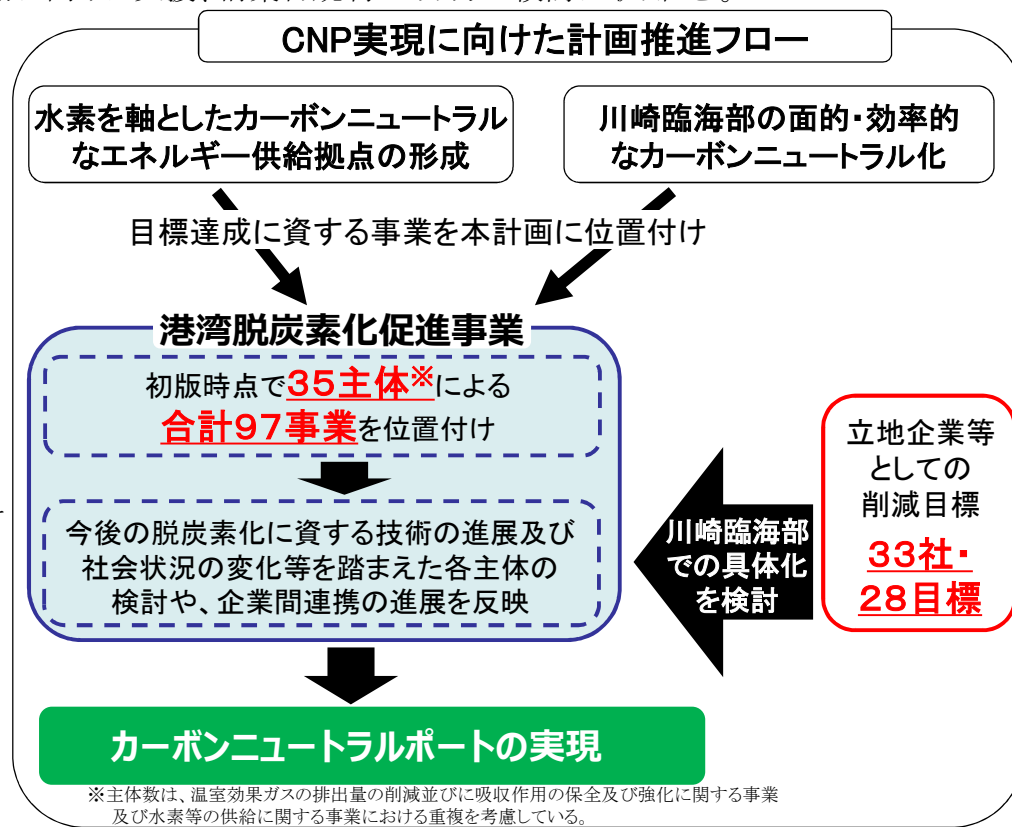 CNP実現に向けた計画推進フロー
水素を軸としたカーボンニュートラル
なエネルギー供給拠点の形成
川崎臨海部の面的・効率的
なカーボンニュートラル化
目標達成に資する事業を本計画に位置付け
港湾脱炭素化促進事業
初版時点で35主体※による
合計97事業を位置付け
今後の脱炭素化に資する技術の進展及び
社会状況の変化等を踏まえた各主体の
検討や、企業間連携の進展を反映
川崎臨海部
での具体化
を検討
立地企業等
としての
削減目標
33社・
28目標
カーボンニュートラルポートの実現
※主体数は、温室効果ガスの排出量の削減並びに吸収作用の保全及び強化に関する事業
及び水素等の供給に関する事業における重複を考慮している。